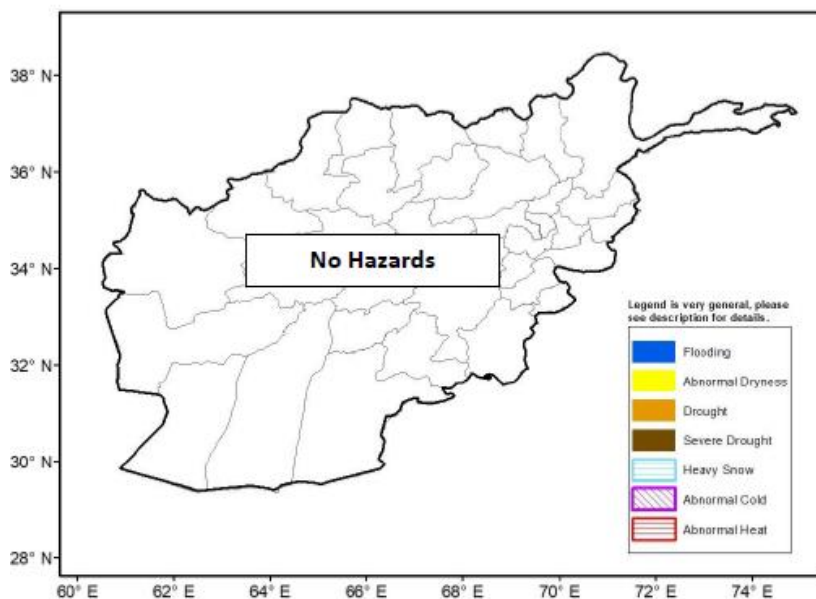 38° N
36° N
34° N
32° N
30° N
28° N
No Hazards
Legend is very general, please
see description for details.
Flooding
Abnormal Dryness
Drought
Severe Drought
Heavy Snow
Abnormal Cold
Abnormal Heat
60° E
62° E
64° E
66° E
68° E
70° E
72° E
74° E